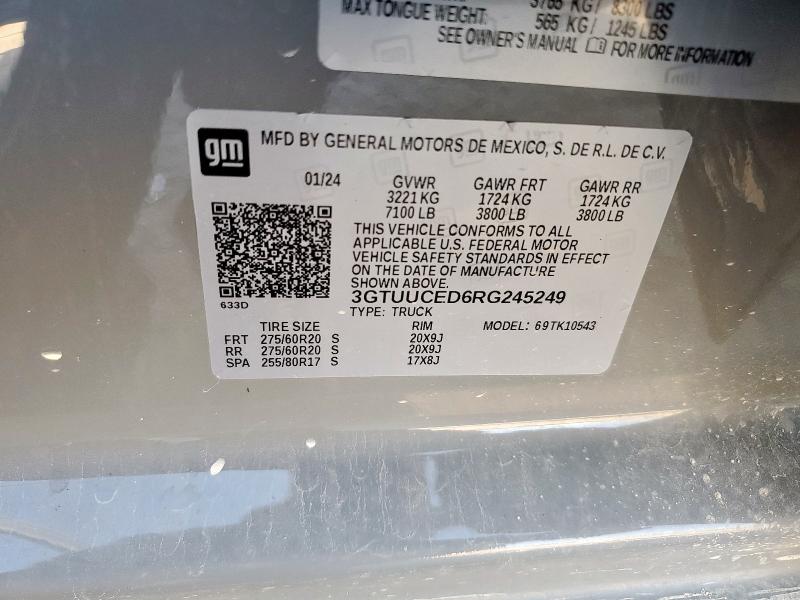 3765 KG / 8300 LBS
MAX TONGUE WEIGHT: 565 KG / 1245 LBS
SEE OWNER'S MANUAL FOR MORE INFORMATION
gm
MFD BY GENERAL MOTORS DE MEXICO, S. DE R.L. DE C.V.
01/24 GVWR GAWR FRT GAWR RR
3221 KG 1724 KG 1724 KG
7100 LB 3800 LB 3800 LB
THIS VEHICLE CONFORMS TO ALL
APPLICABLE U.S. FEDERAL MOTOR
VEHICLE SAFETY STANDARDS IN EFFECT
ON THE DATE OF MANUFACTURE
SHOWN ABOVE.
633D
3GTUUCED6RG245249
TYPE: TRUCK
TIRE SIZE RIM MODEL: 69TK10543
FRT 275/60R20 S 20X9J
RR 275/60R20 S 20X9J
SPA 255/80R17 S 17X8J